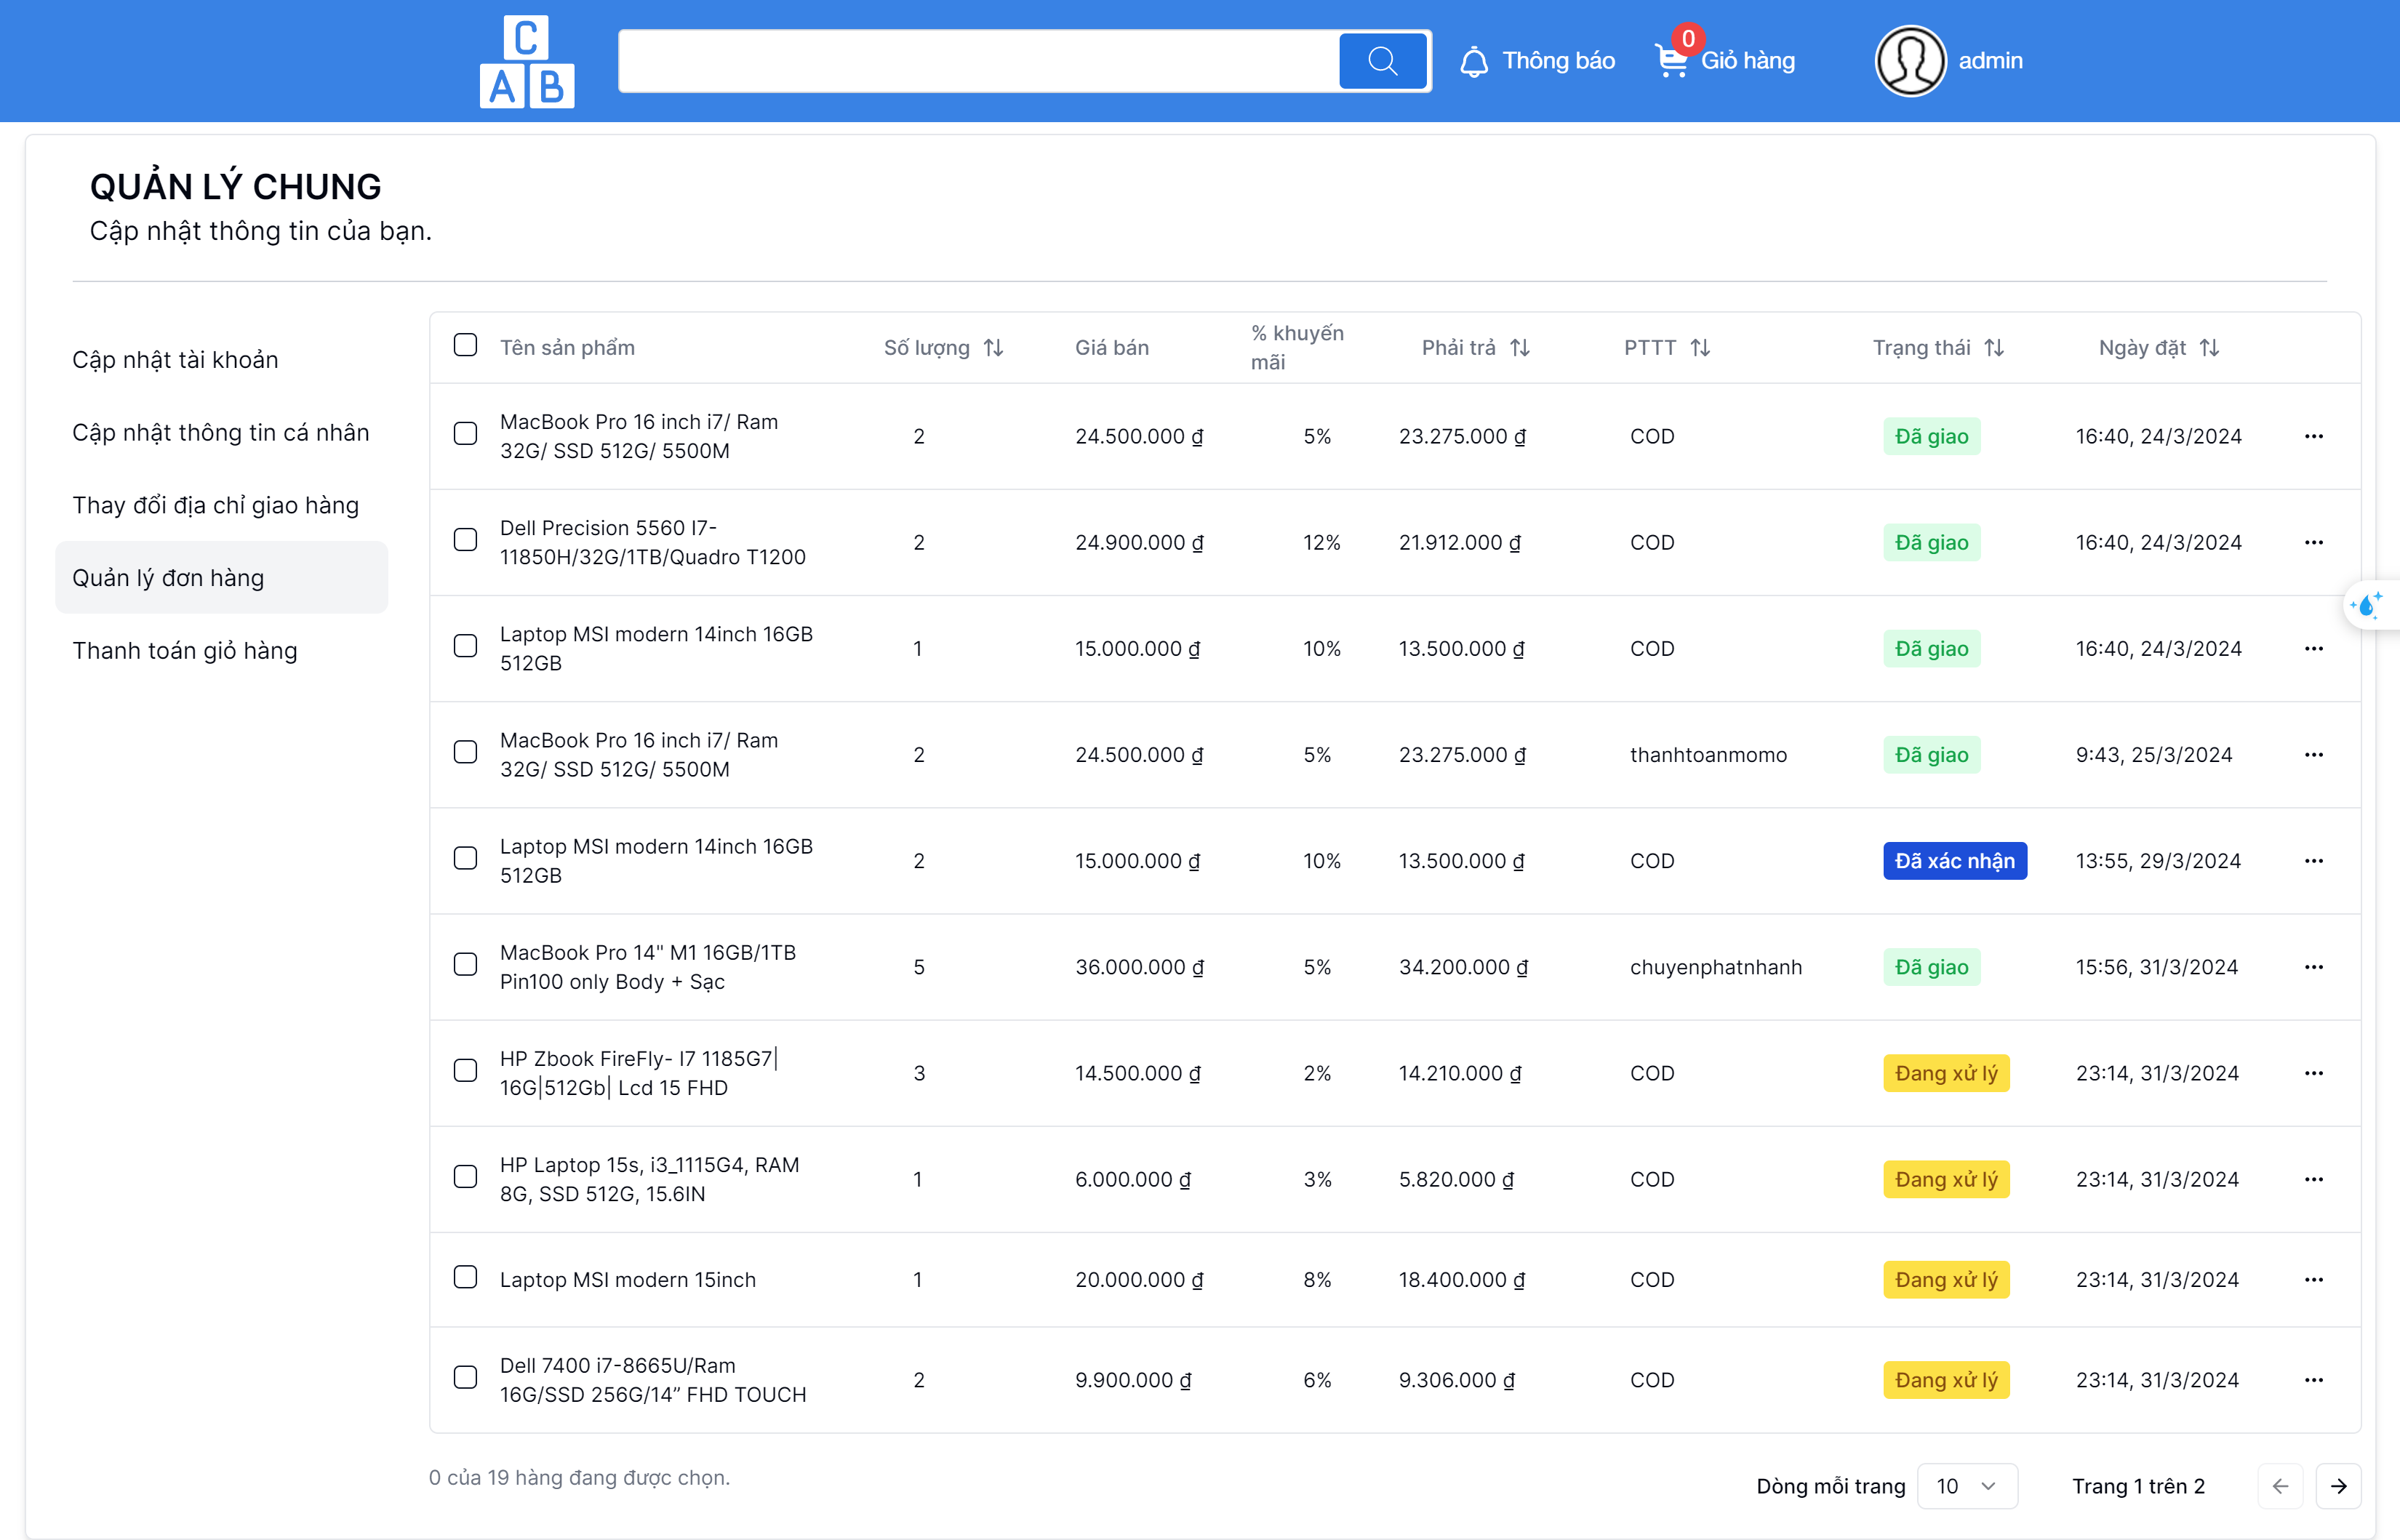 C
A B
Thông báo
0
Giỏ hàng
admin
QUẢN LÝ CHUNG
Cập nhật thông tin của bạn.
Cập nhật tài khoản
Cập nhật thông tin cá nhân
Thay đổi địa chỉ giao hàng
Quản lý đơn hàng
Thanh toán giỏ hàng
Tên sản phẩm
Số lượng
Giá bán
% khuyến
mãi
Phải trả
PTTT
Trạng thái
Ngày đặt
MacBook Pro 16 inch i7/ Ram
32G/ SSD 512G/ 5500M
2
24.500.000 ₫
5%
23.275.000 ₫
COD
Đã giao
16:40, 24/3/2024
Dell Precision 5560 I7-
11850H/32G/1TB/Quadro T1200
2
24.900.000 ₫
12%
21.912.000 ₫
COD
Đã giao
16:40, 24/3/2024
Laptop MSI modern 14inch 16GB
512GB
1
15.000.000 ₫
10%
13.500.000 ₫
COD
Đã giao
16:40, 24/3/2024
MacBook Pro 16 inch i7/ Ram
32G/ SSD 512G/ 5500M
2
24.500.000 ₫
5%
23.275.000 ₫
thanhtoanmomo
Đã giao
9:43, 25/3/2024
Laptop MSI modern 14inch 16GB
512GB
2
15.000.000 ₫
10%
13.500.000 ₫
COD
Đã xác nhận
13:55, 29/3/2024
MacBook Pro 14" M1 16GB/1TB
Pin100 only Body + Sạc
5
36.000.000 ₫
5%
34.200.000 ₫
chuyenphatnhanh
Đã giao
15:56, 31/3/2024
HP Zbook FireFly- I7 1185G7|
16G|512Gb| Lcd 15 FHD
3
14.500.000 ₫
2%
14.210.000 ₫
COD
Đang xử lý
23:14, 31/3/2024
HP Laptop 15s, i3_1115G4, RAM
8G, SSD 512G, 15.6IN
1
6.000.000 ₫
3%
5.820.000 ₫
COD
Đang xử lý
23:14, 31/3/2024
Laptop MSI modern 15inch
1
20.000.000 ₫
8%
18.400.000 ₫
COD
Đang xử lý
23:14, 31/3/2024
Dell 7400 i7-8665U/Ram
16G/SSD 256G/14” FHD TOUCH
2
9.900.000 ₫
6%
9.306.000 ₫
COD
Đang xử lý
23:14, 31/3/2024
0 của 19 hàng đang được chọn.
Dòng mỗi trang
10
Trang 1 trên 2